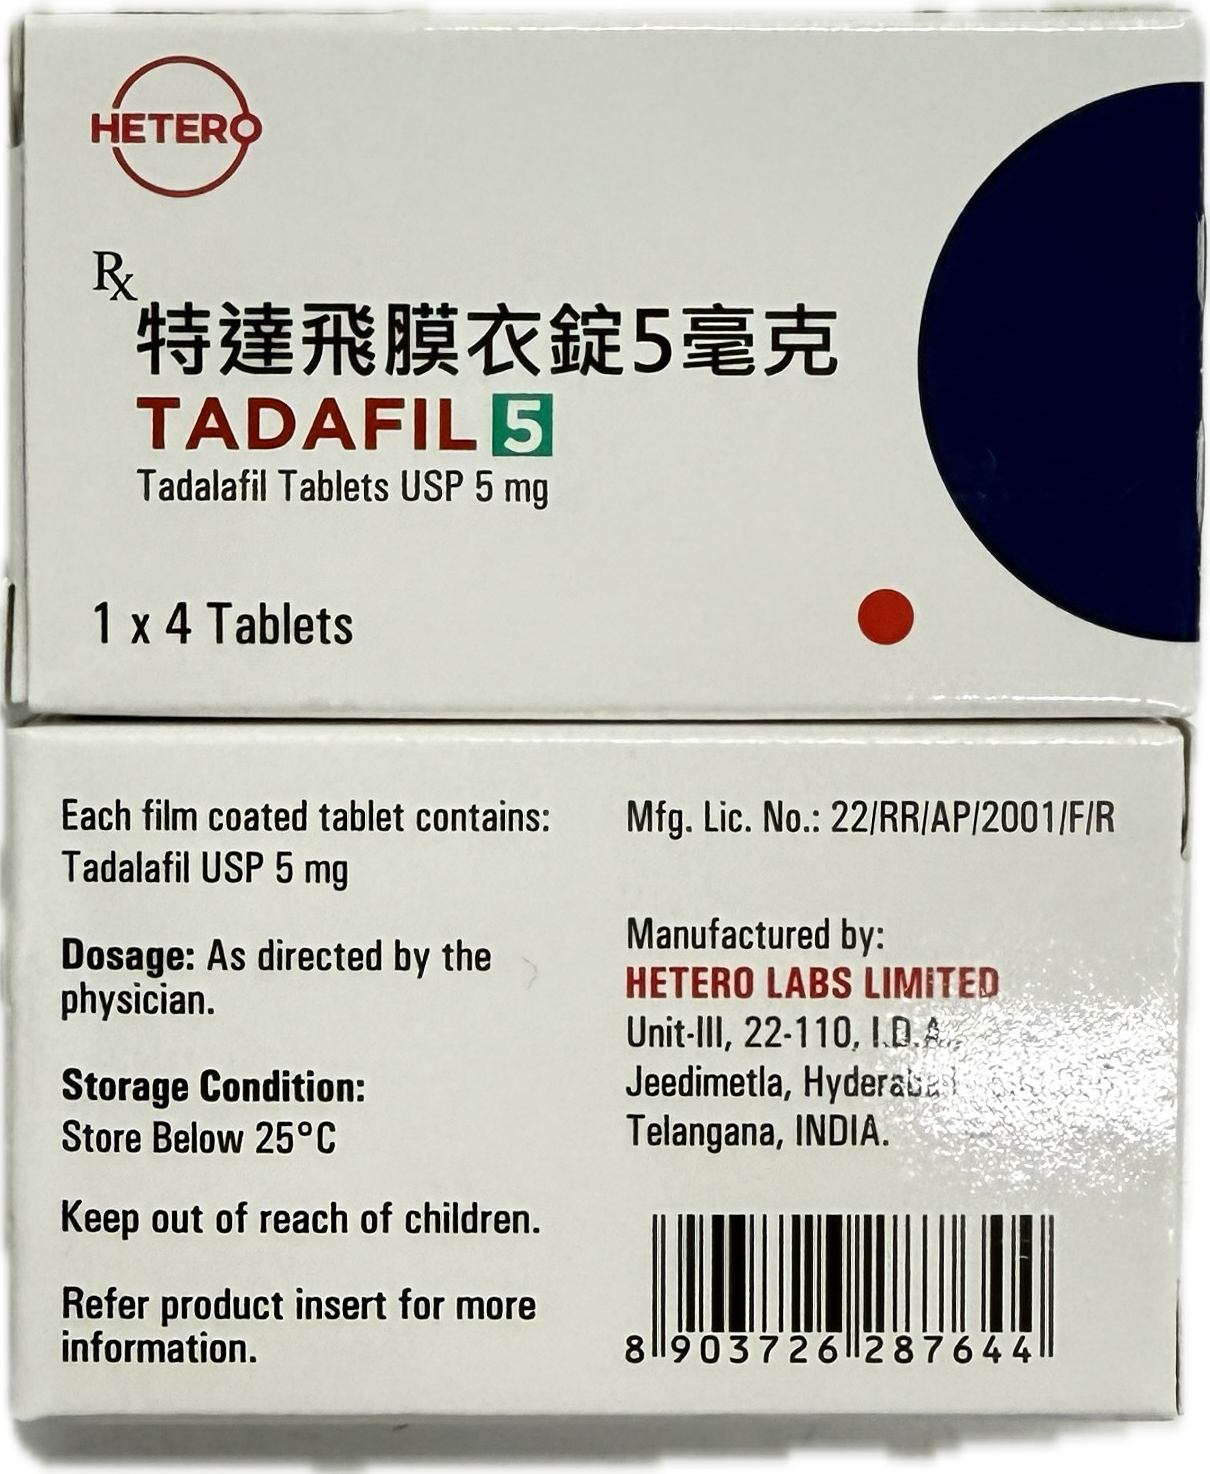 HETERO
Rx
特達飛膜衣錠5毫克
TADAFIL 5
Tadalafil Tablets USP 5 mg
1 x 4 Tablets
Each film coated tablet contains:
Tadalafil USP 5 mg
Dosage: As directed by the
physician.
Storage Condition:
Store Below 25°C
Keep out of reach of children.
Refer product insert for more
information.
Mfg. Lic. No.: 22/RR/AP/2001/F/R
Manufactured by:
HETERO LABS LIMITED
Unit-III, 22-110, I.D.A.,
Jeedimetla, Hyderabad
Telangana, INDIA.
8 903726 287644